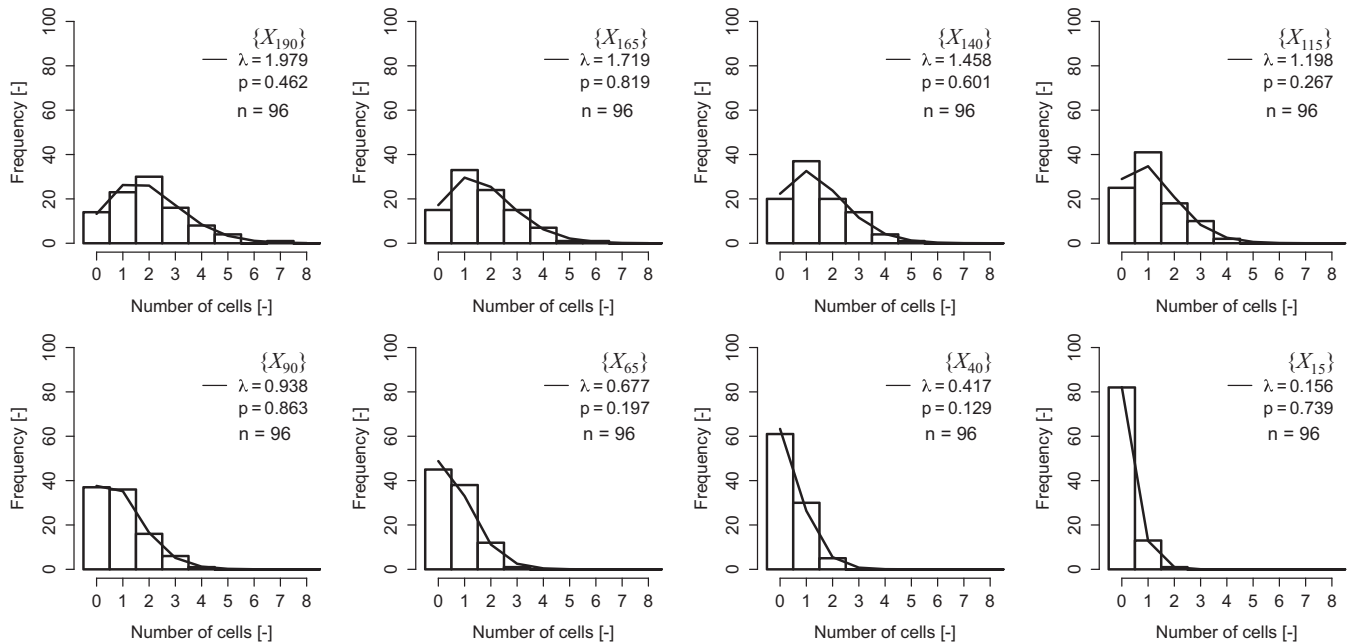 {X190}
λ = 1.979
p = 0.462
n = 96
Frequency [-]
0 20 40 60 80 100
0 1 2 3 4 5 6 7 8
Number of cells [-]
{X165}
λ = 1.719
p = 0.819
n = 96
Frequency [-]
0 20 40 60 80 100
0 1 2 3 4 5 6 7 8
Number of cells [-]
{X140}
λ = 1.458
p = 0.601
n = 96
Frequency [-]
0 20 40 60 80 100
0 1 2 3 4 5 6 7 8
Number of cells [-]
{X115}
λ = 1.198
p = 0.267
n = 96
Frequency [-]
0 20 40 60 80 100
0 1 2 3 4 5 6 7 8
Number of cells [-]
{X90}
λ = 0.938
p = 0.863
n = 96
Frequency [-]
0 20 40 60 80 100
0 1 2 3 4 5 6 7 8
Number of cells [-]
{X65}
λ = 0.677
p = 0.197
n = 96
Frequency [-]
0 20 40 60 80 100
0 1 2 3 4 5 6 7 8
Number of cells [-]
{X40}
λ = 0.417
p = 0.129
n = 96
Frequency [-]
0 20 40 60 80 100
0 1 2 3 4 5 6 7 8
Number of cells [-]
{X15}
λ = 0.156
p = 0.739
n = 96
Frequency [-]
0 20 40 60 80 100
0 1 2 3 4 5 6 7 8
Number of cells [-]